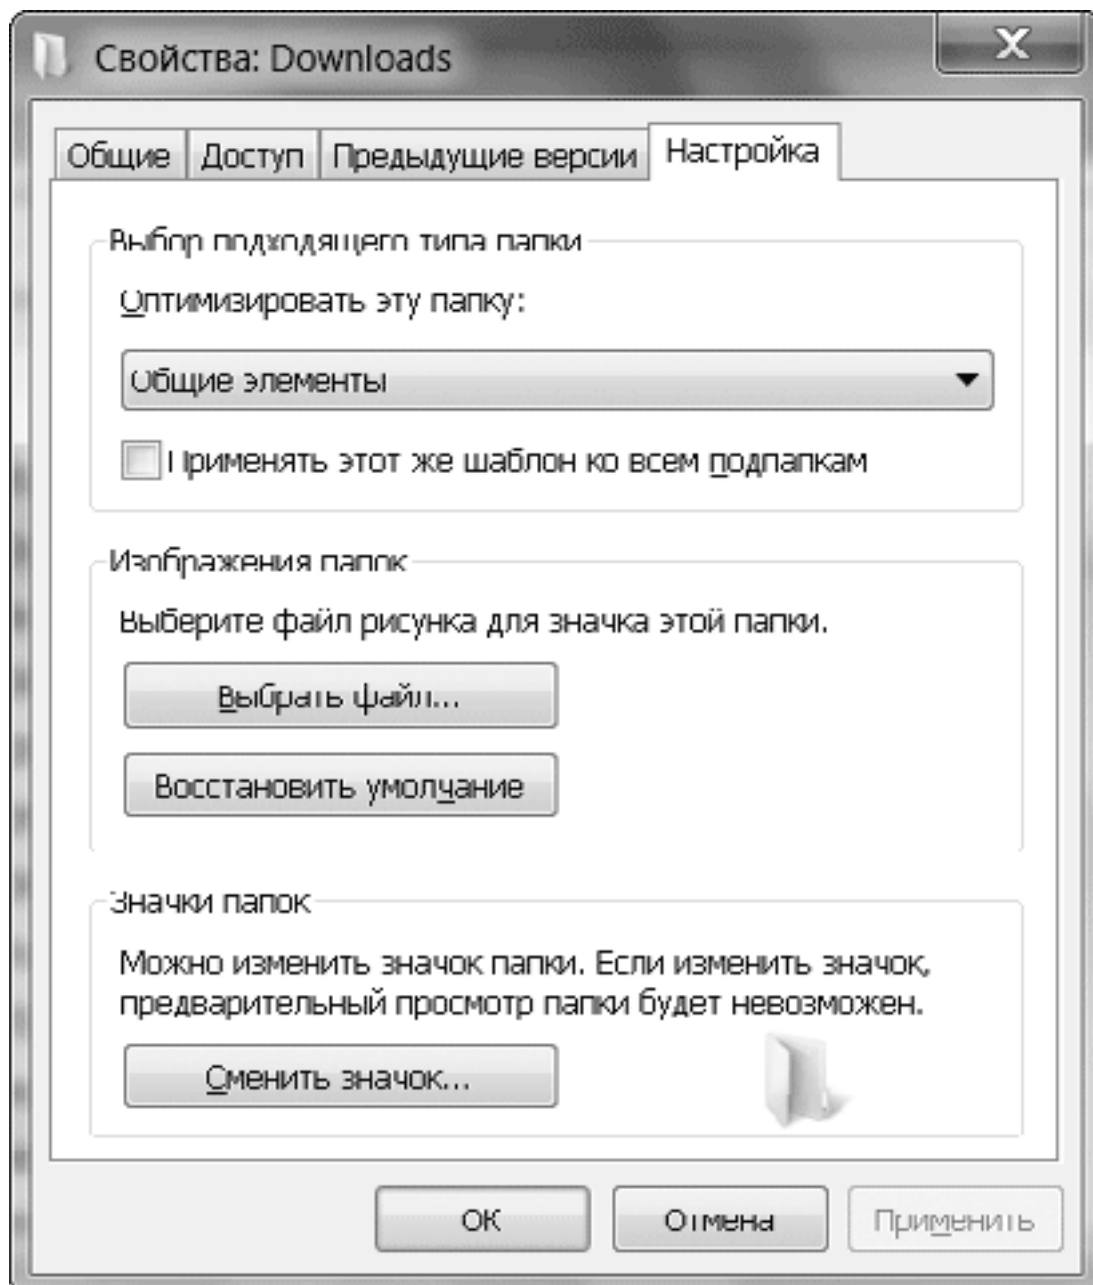 Свойства: Downloads
X
Общие Доступ Предыдущие версии Настройка
Выбор подходящего типа папки
Оптимизировать эту папку:
Общие элементы
Применять этот же шаблон ко всем подпапкам
Изображения папок
Выберите файл рисунка для значка этой папки.
Выбрать файл...
Восстановить умолчание
Значки папок
Можно изменить значок папки. Если изменить значок,
предварительный просмотр папки будет невозможен.
Сменить значок...
ОК Отмена Применить